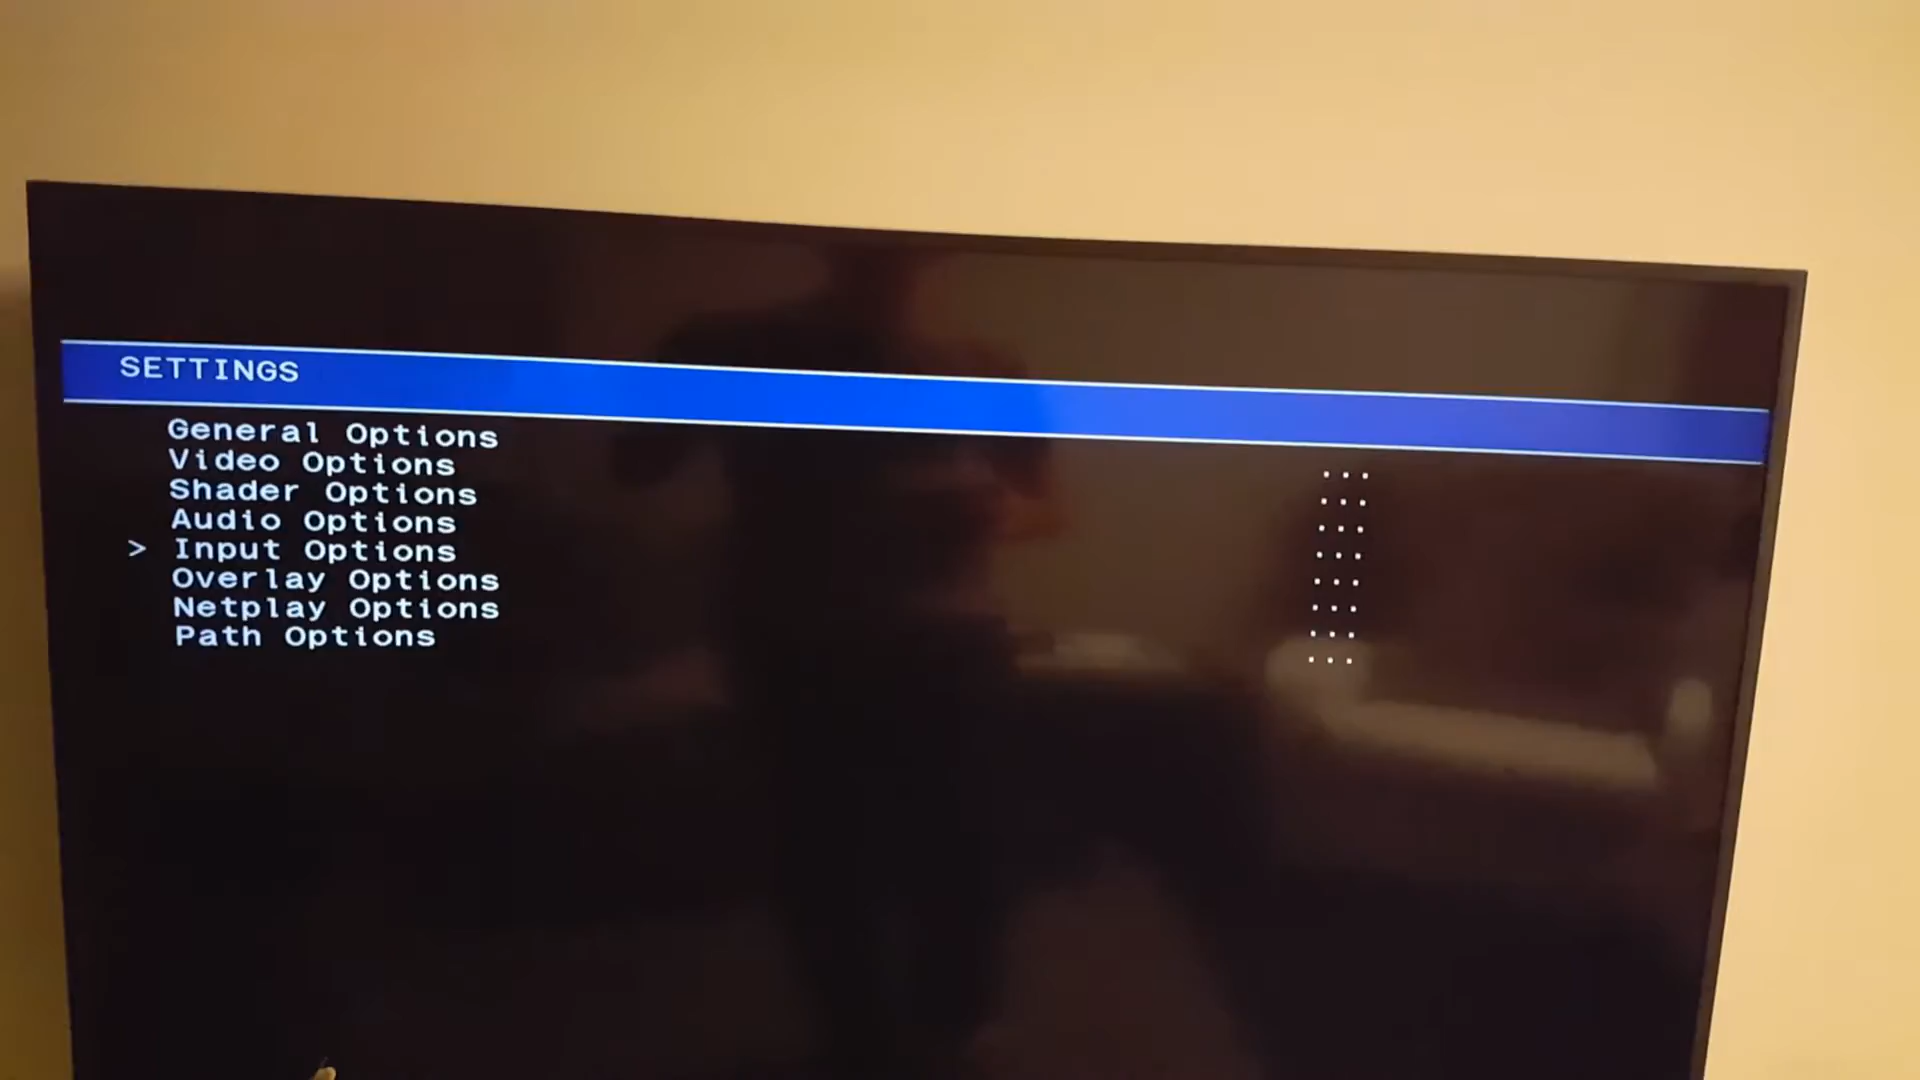 SETTINGS
General Options ...
Video Options ...
Shader Options ...
Audio Options ...
> Input Options ...
Overlay Options ...
Netplay Options ...
Path Options ...